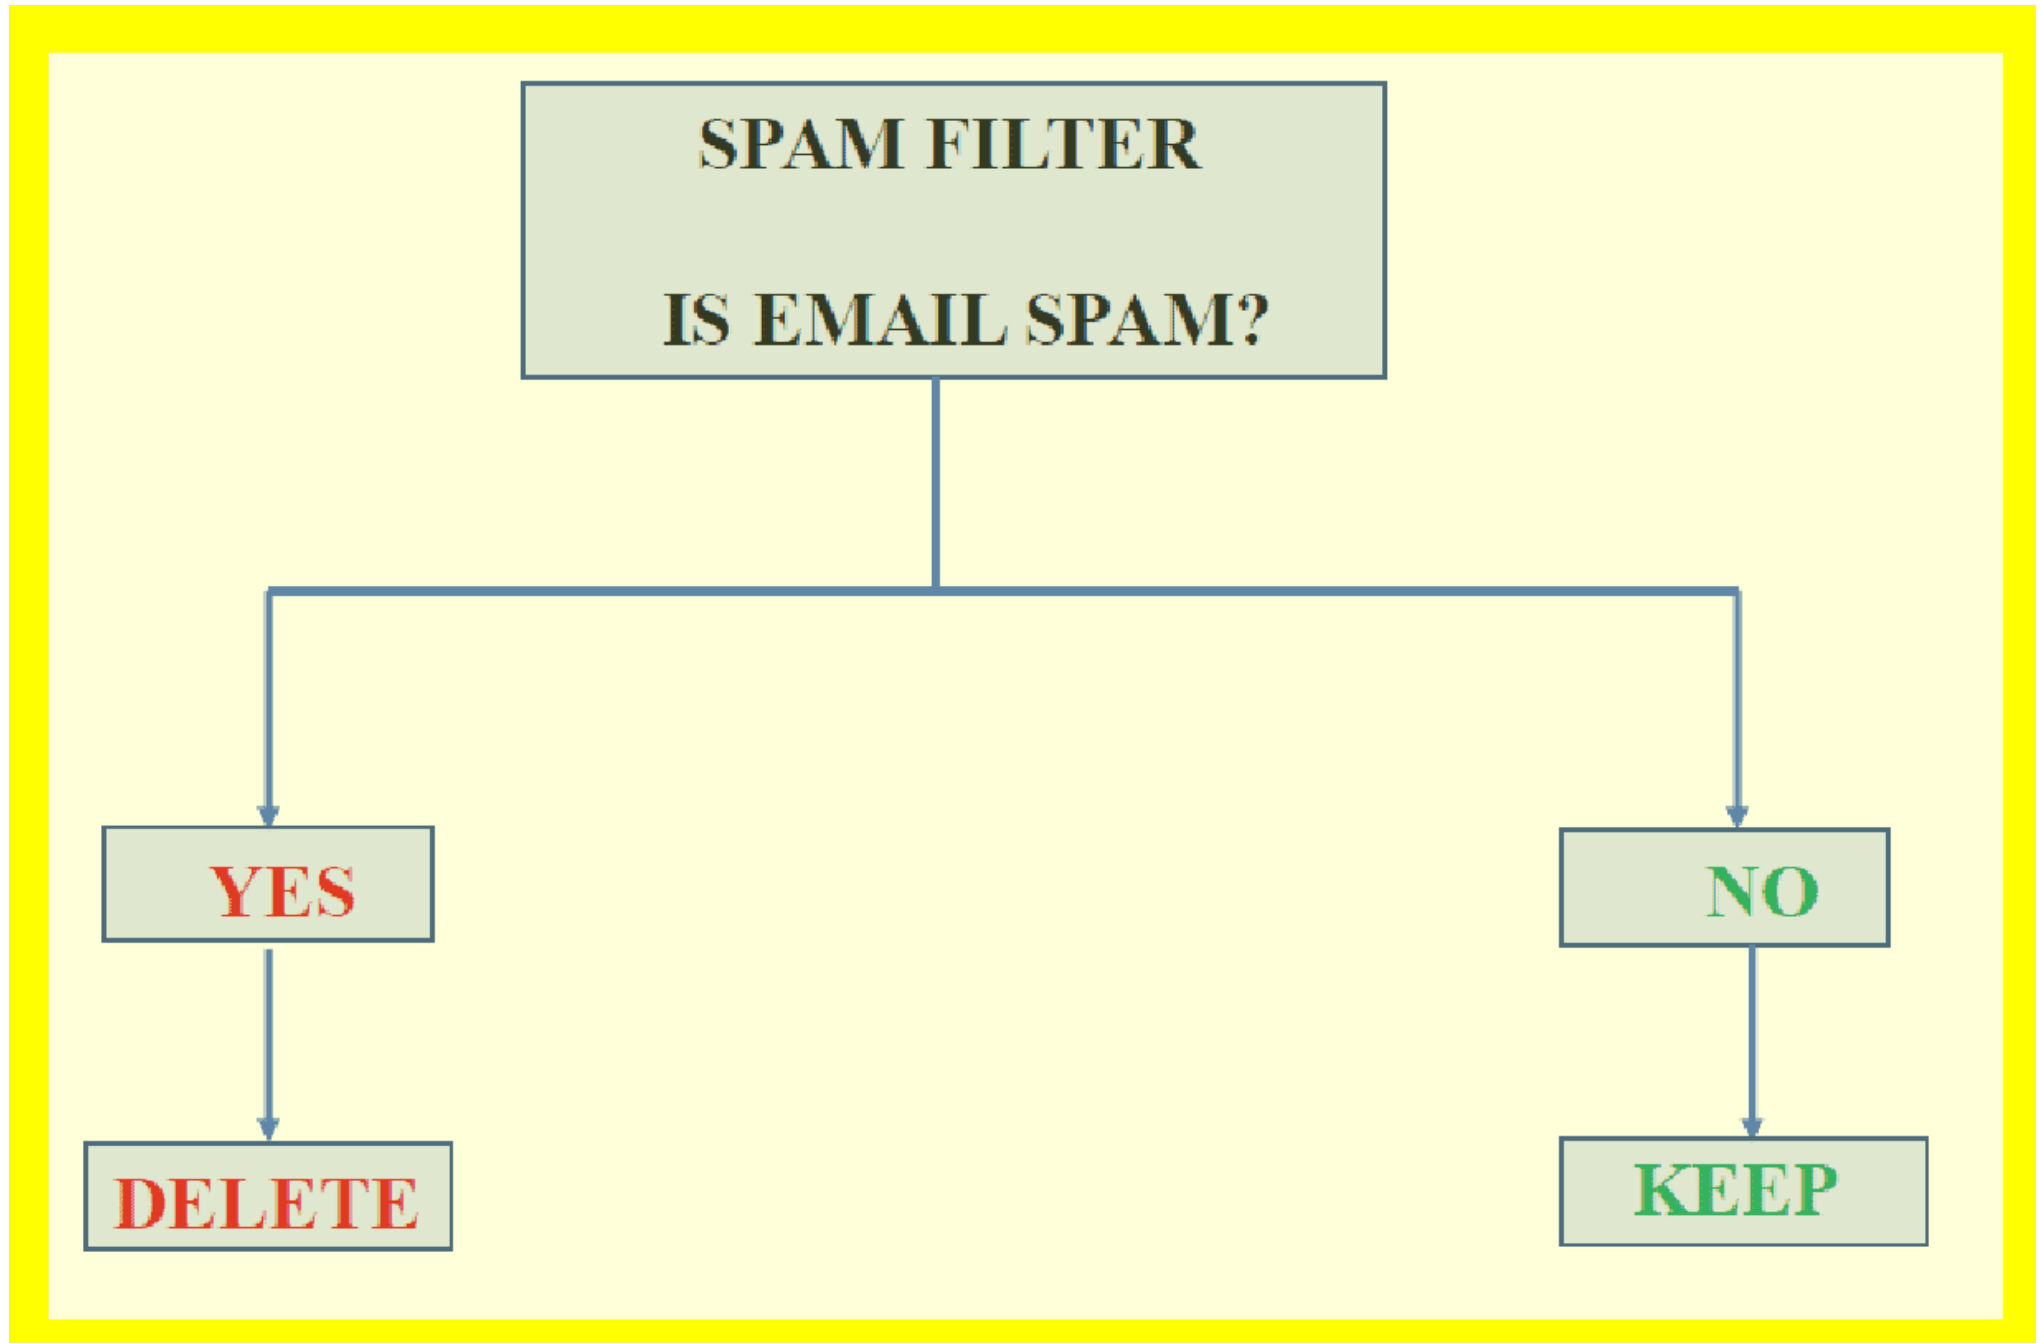 SPAM FILTER
IS EMAIL SPAM?
YES
NO
DELETE
KEEP